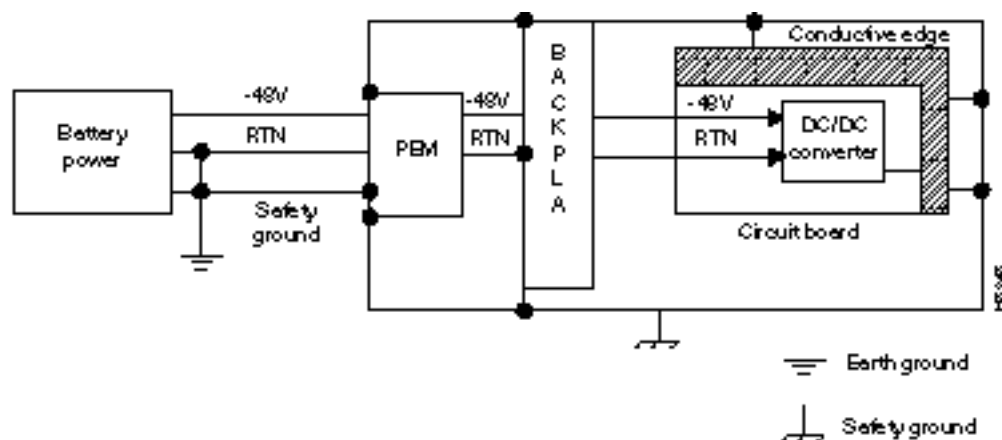 Conductive edge
B
A
C
K
P
L
A
-48V
-48V
-48V
Battery
power
RTN
PEM
RTN
RTN
DC/DC
converter
Safety
ground
Circuit board
Earth ground
Safety ground